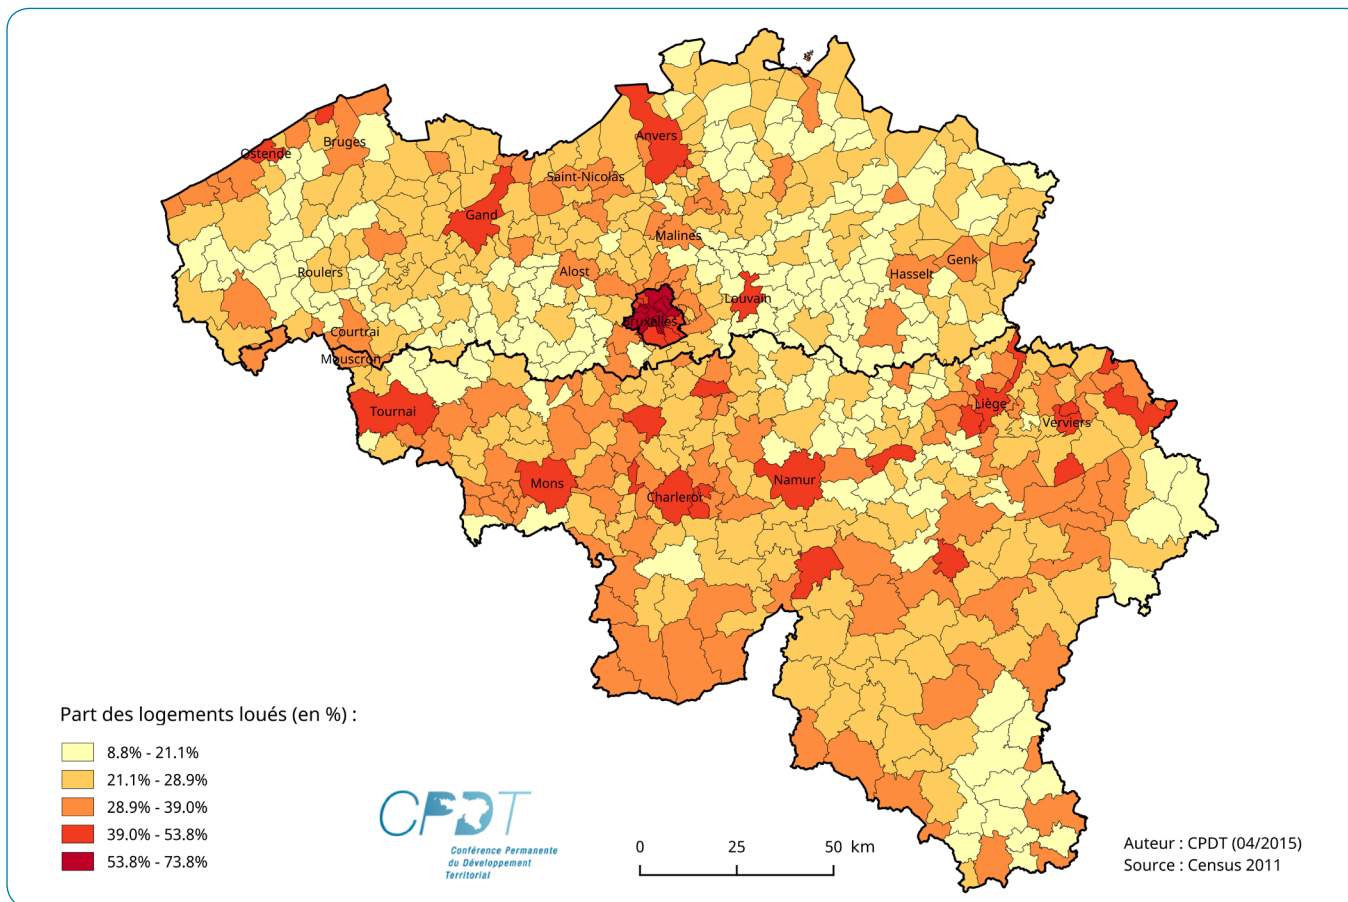 Anvers
Bruges
Ostende
Saint-Nicolas
Gand
Malines
Genk
Roulers
Alost
Hasselt
Louvain
Bruxelles
Courtrai
Mouscron
Liège
Tournai
Verviers
Namur
Mons
Charleroi
Part des logements loués (en %) :
8.8% - 21.1%
21.1% - 28.9%
28.9% - 39.0%
39.0% - 53.8%
53.8% - 73.8%
CPDT
Conférence Permanente
du Développement
Territorial
0 25 50 km
Auteur : CPDT (04/2015)
Source : Census 2011